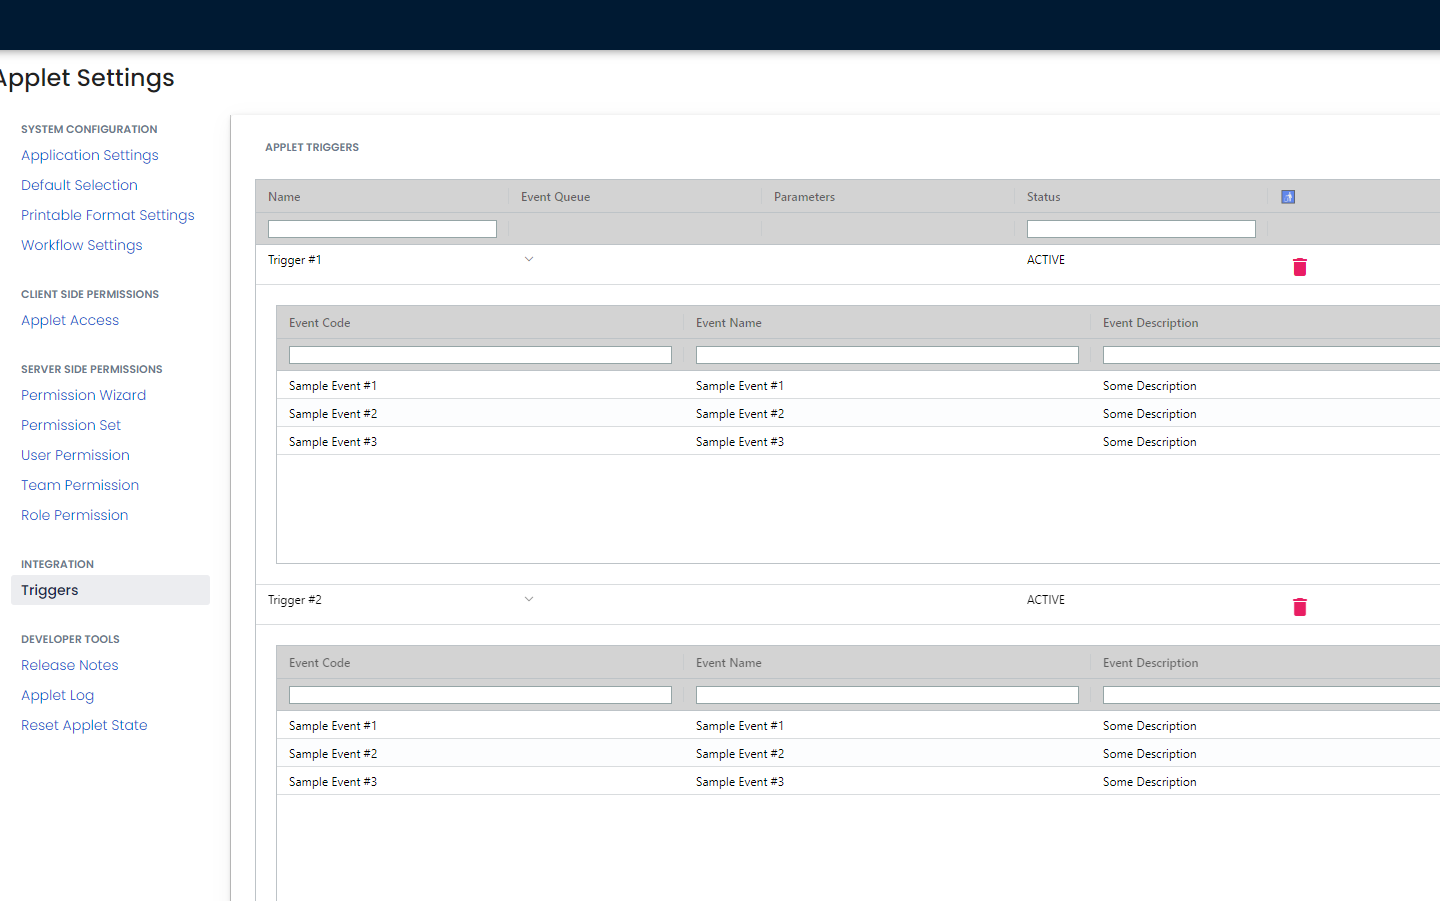 Applet Settings
SYSTEM CONFIGURATION
Application Settings
Default Selection
Printable Format Settings
Workflow Settings
CLIENT SIDE PERMISSIONS
Applet Access
SERVER SIDE PERMISSIONS
Permission Wizard
Permission Set
User Permission
Team Permission
Role Permission
INTEGRATION
Triggers
DEVELOPER TOOLS
Release Notes
Applet Log
Reset Applet State
APPLET TRIGGERS
Name Event Queue Parameters Status
Trigger #1 ACTIVE
Event Code Event Name Event Description
Sample Event #1 Sample Event #1 Some Description
Sample Event #2 Sample Event #2 Some Description
Sample Event #3 Sample Event #3 Some Description
Trigger #2 ACTIVE
Event Code Event Name Event Description
Sample Event #1 Sample Event #1 Some Description
Sample Event #2 Sample Event #2 Some Description
Sample Event #3 Sample Event #3 Some Description